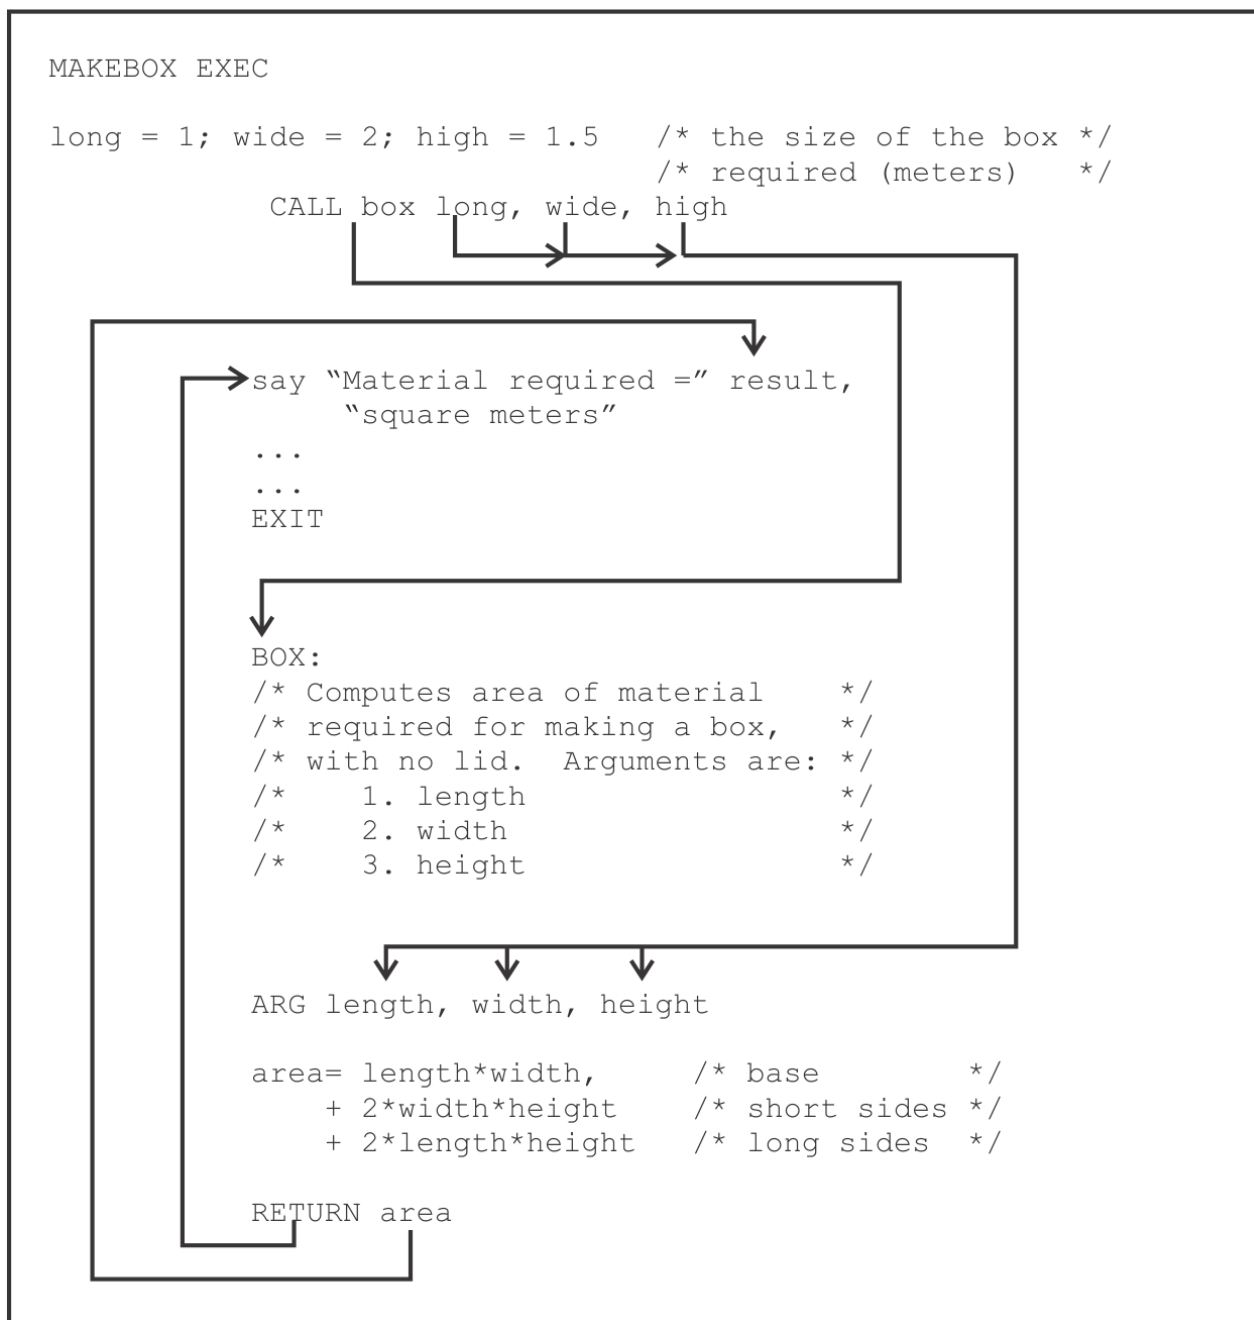 MAKEBOX EXEC
long = 1; wide = 2; high = 1.5   /* the size of the box */
/* required (meters)   */
CALL box long, wide, high
say “Material required =” result,
“square meters”
...
...
EXIT
BOX:
/* Computes area of material    */
/* required for making a box,   */
/* with no lid.  Arguments are: */
/*    1. length                 */
/*    2. width                  */
/*    3. height                 */
ARG length, width, height
area= length*width,     /* base        */
+ 2*width*height    /* short sides */
+ 2*length*height   /* long sides  */
RETURN area